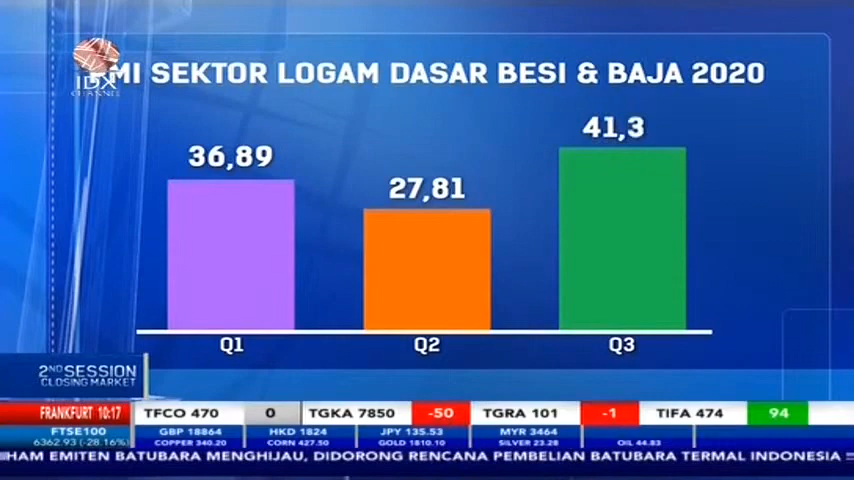 IDX
CHANNEL
PMI SEKTOR LOGAM DASAR BESI & BAJA 2020
41,3
36,89
27,81
Q1 Q2 Q3
2ND SESSION
CLOSING MARKET
FRANKFURT 10:17 TFCO 470 0 TGKA 7850 -50 TGRA 101 -1 TIFA 474 94
FTSE100 GBP 18864 HKD 1824 JPY 135.53 MYR 3464
6362.93 (-28.16%) COPPER 340.20 CORN 427.50 GOLD 1810.10 SILVER 23.28 OIL 44.83
HAM EMITEN BATUBARA MENGHIJAU, DIDORONG RENCANA PEMBELIAN BATUBARA TERMAL INDONESIA